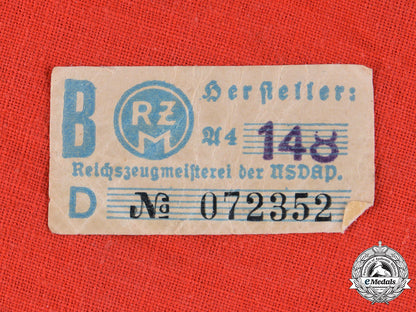 B RZM Hersteller:
A4 148
Reichszeugmeisterei der NSDAP.
D № 072352
eMedals